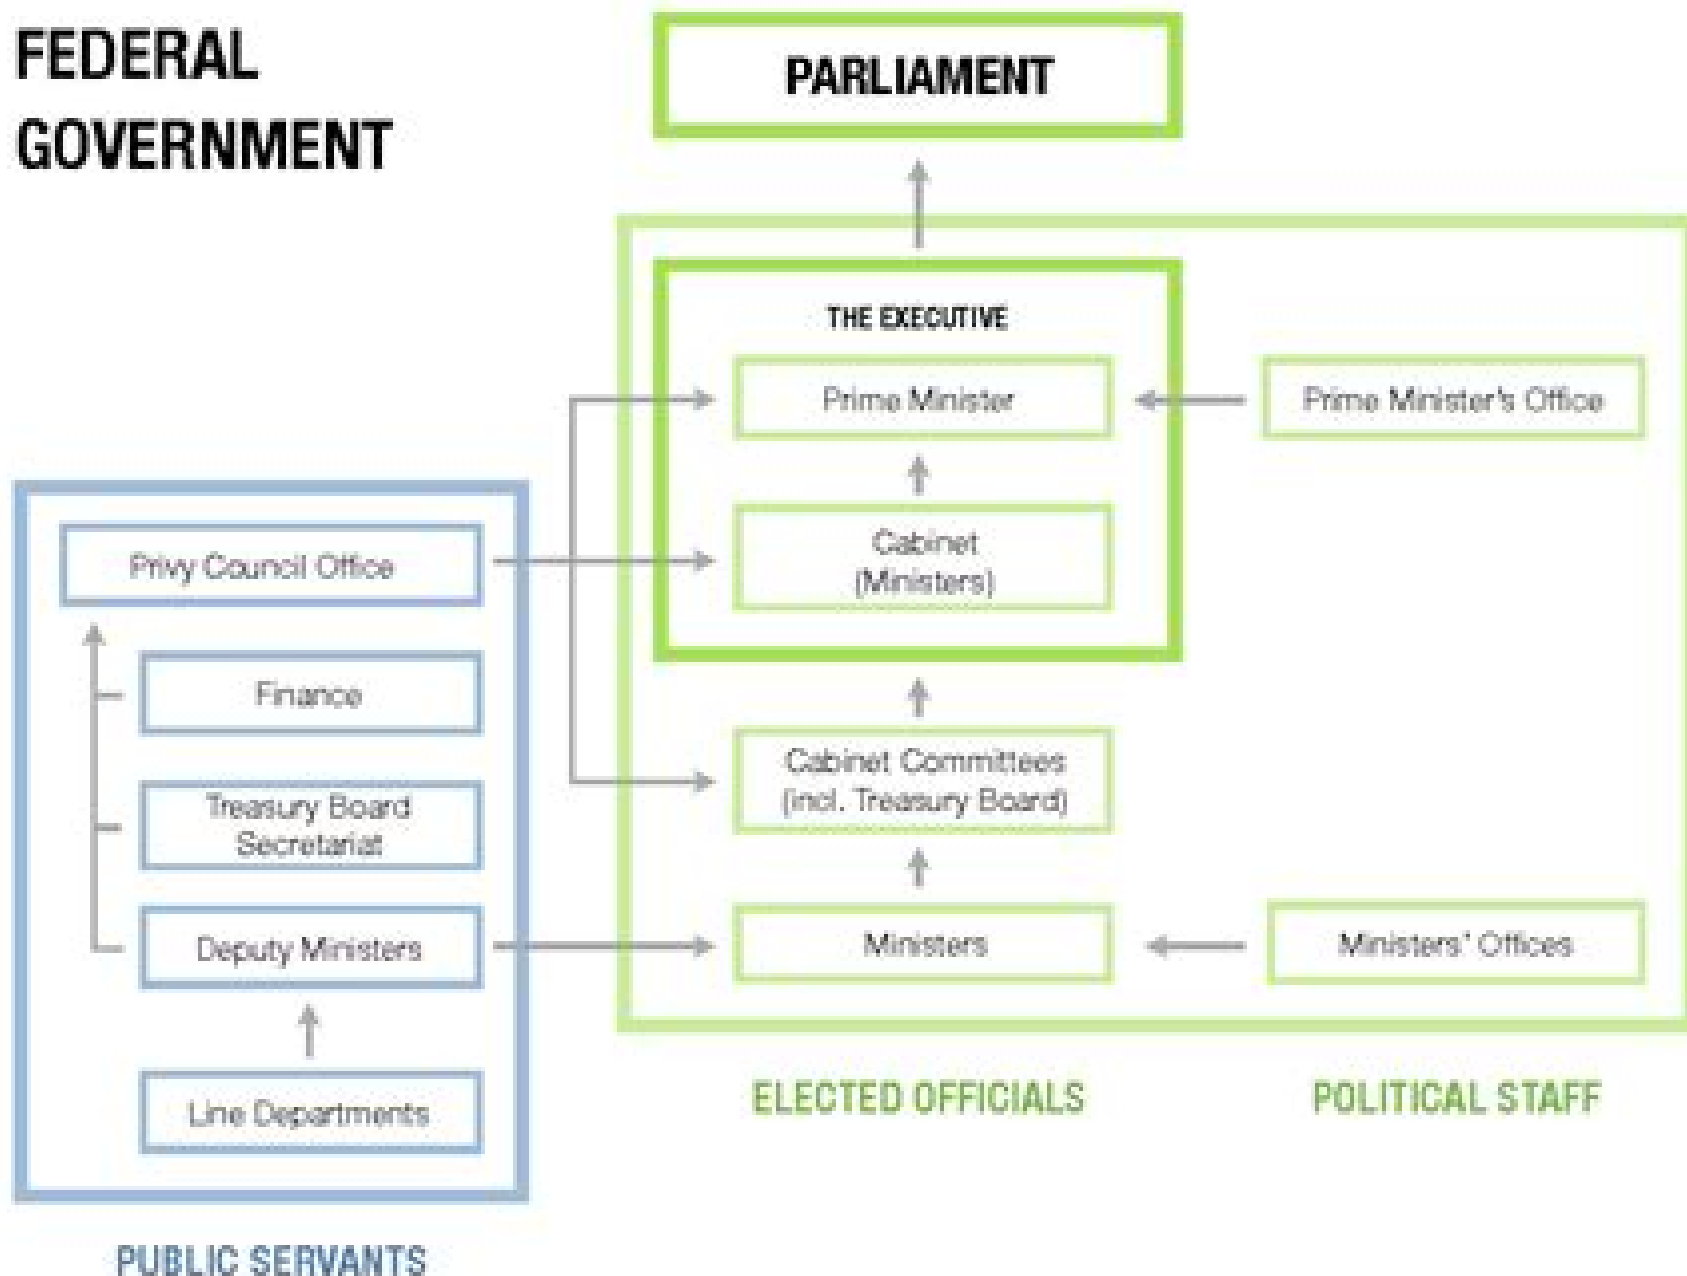 FEDERAL
GOVERNMENT
PARLIAMENT
THE EXECUTIVE
Prime Minister
Prime Minister's Office
Cabinet
(Ministers)
Privy Council Office
Finance
Treasury Board
Secretariat
Deputy Ministers
Line Departments
Cabinet Committees
(incl. Treasury Board)
Ministers
Ministers' Offices
ELECTED OFFICIALS
POLITICAL STAFF
PUBLIC SERVANTS